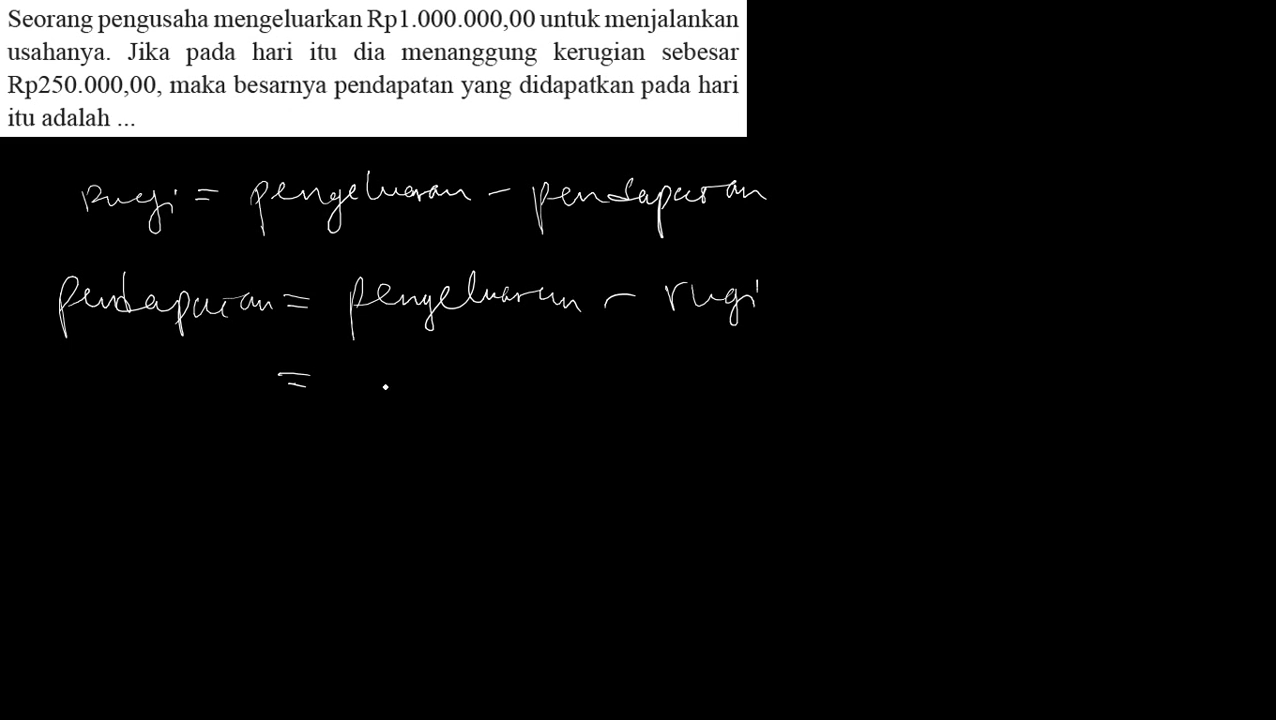 Seorang pengusaha mengeluarkan Rp1.000.000,00 untuk menjalankan
usahanya. Jika pada hari itu dia menanggung kerugian sebesar
Rp250.000,00, maka besarnya pendapatan yang didapatkan pada hari
itu adalah ...
Rugi = pengeluaran - pendapatan
pendapatan = pengeluaran - rugi
=